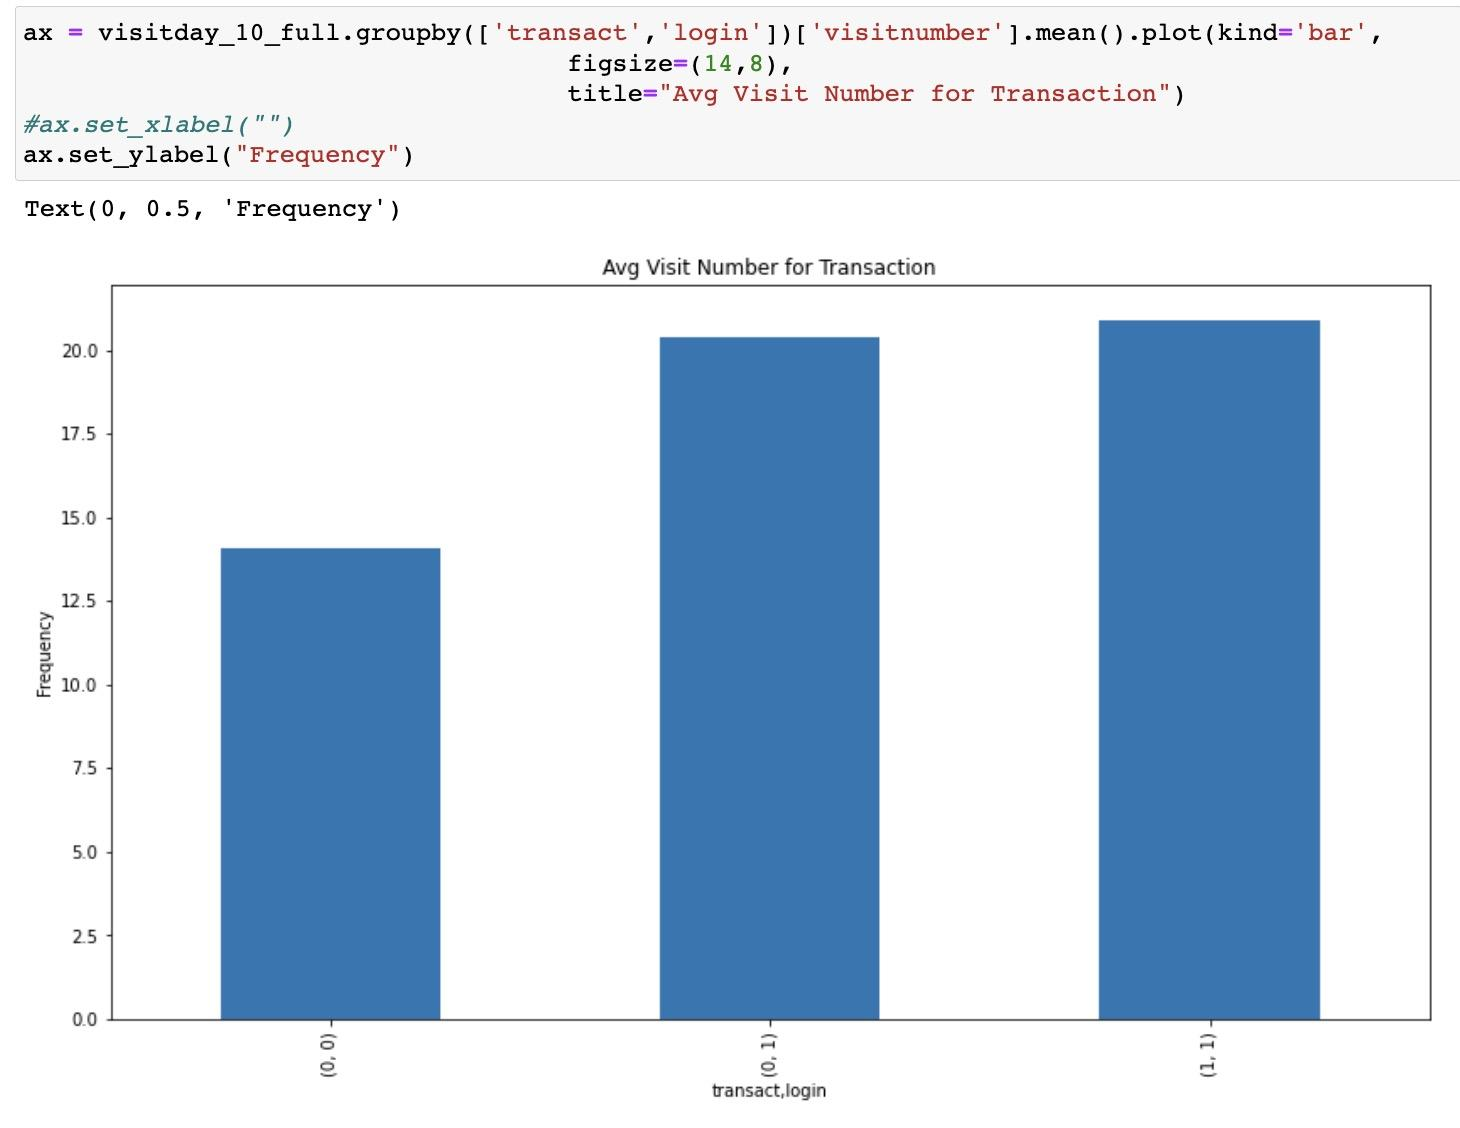 ax = visitday_10_full.groupby(['transact','login'])['visitnumber'].mean().plot(kind='bar',
figsize=(14,8),
title="Avg Visit Number for Transaction")
#ax.set_xlabel("")
ax.set_ylabel("Frequency")
Text(0, 0.5, 'Frequency')
Avg Visit Number for Transaction
20.0
17.5
15.0
12.5
10.0
7.5
5.0
2.5
0.0
Frequency
(0, 0)
(0, 1)
(1, 1)
transact,login